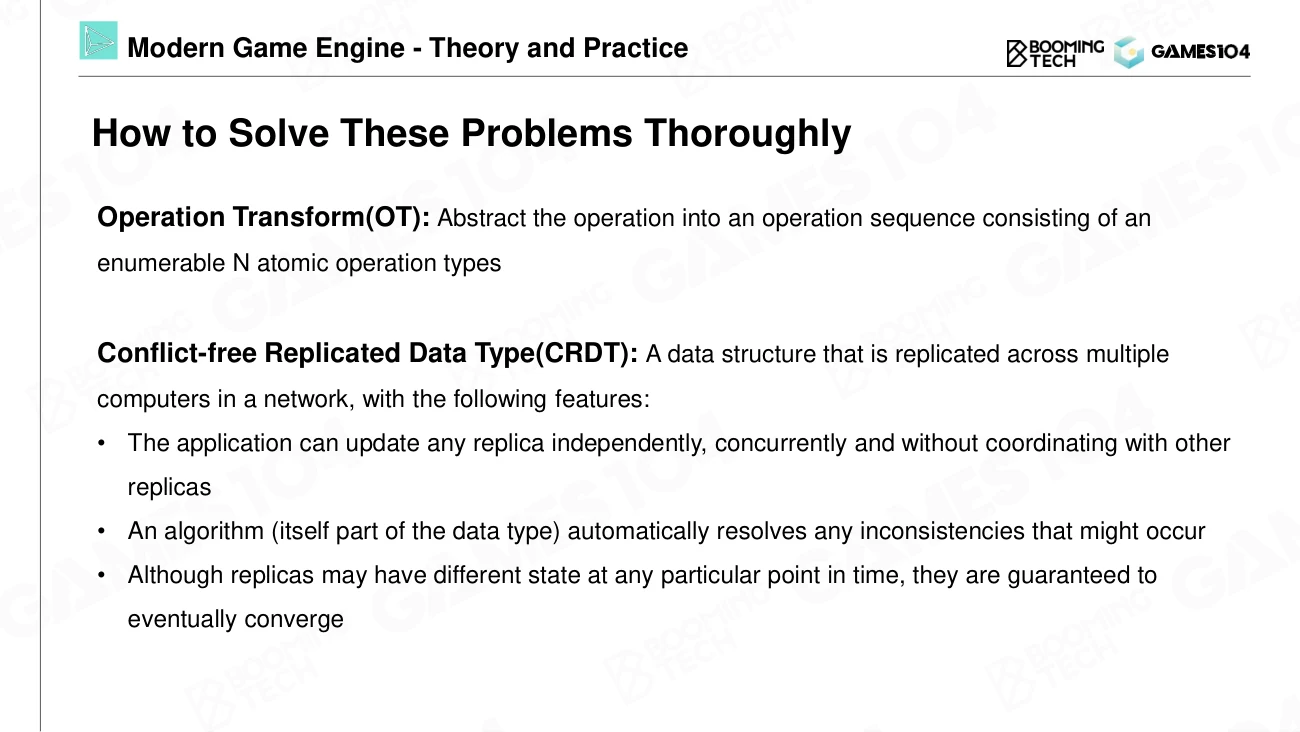 Modern Game Engine - Theory and Practice
BOOMING
TECH
GAMES104
How to Solve These Problems Thoroughly
Operation Transform(OT): Abstract the operation into an operation sequence consisting of an
enumerable N atomic operation types
Conflict-free Replicated Data Type(CRDT): A data structure that is replicated across multiple
computers in a network, with the following features:
• The application can update any replica independently, concurrently and without coordinating with other
replicas
• An algorithm (itself part of the data type) automatically resolves any inconsistencies that might occur
• Although replicas may have different state at any particular point in time, they are guaranteed to
eventually converge